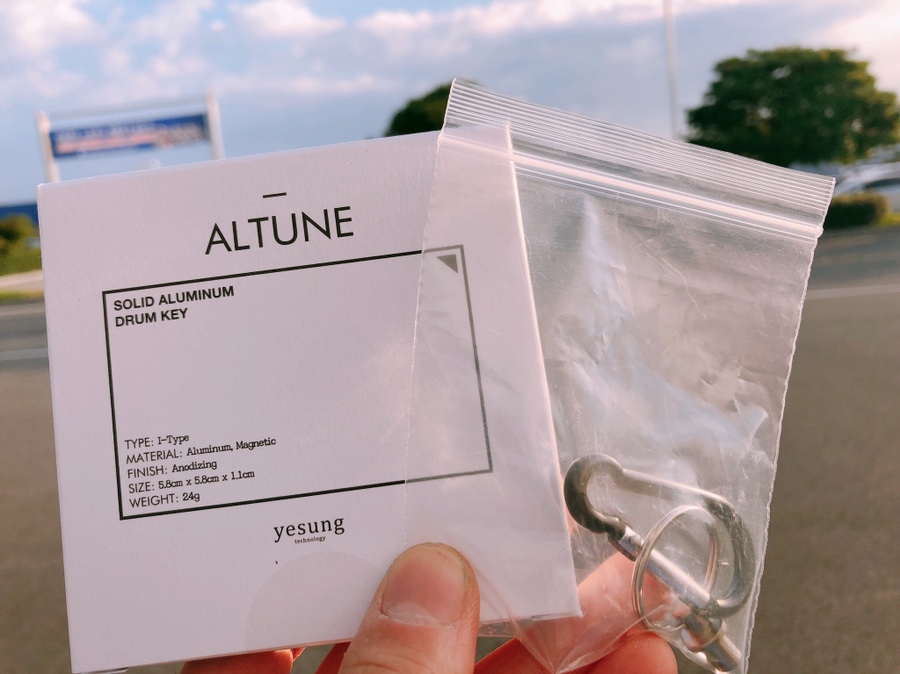 ALTUNE
SOLID ALUMINUM
DRUM KEY
TYPE: I-Type
MATERIAL: Aluminum, Magnetic
FINISH: Anodizing
SIZE: 5.8cm x 5.8cm x 1.1cm
WEIGHT: 24g
yesung
technology